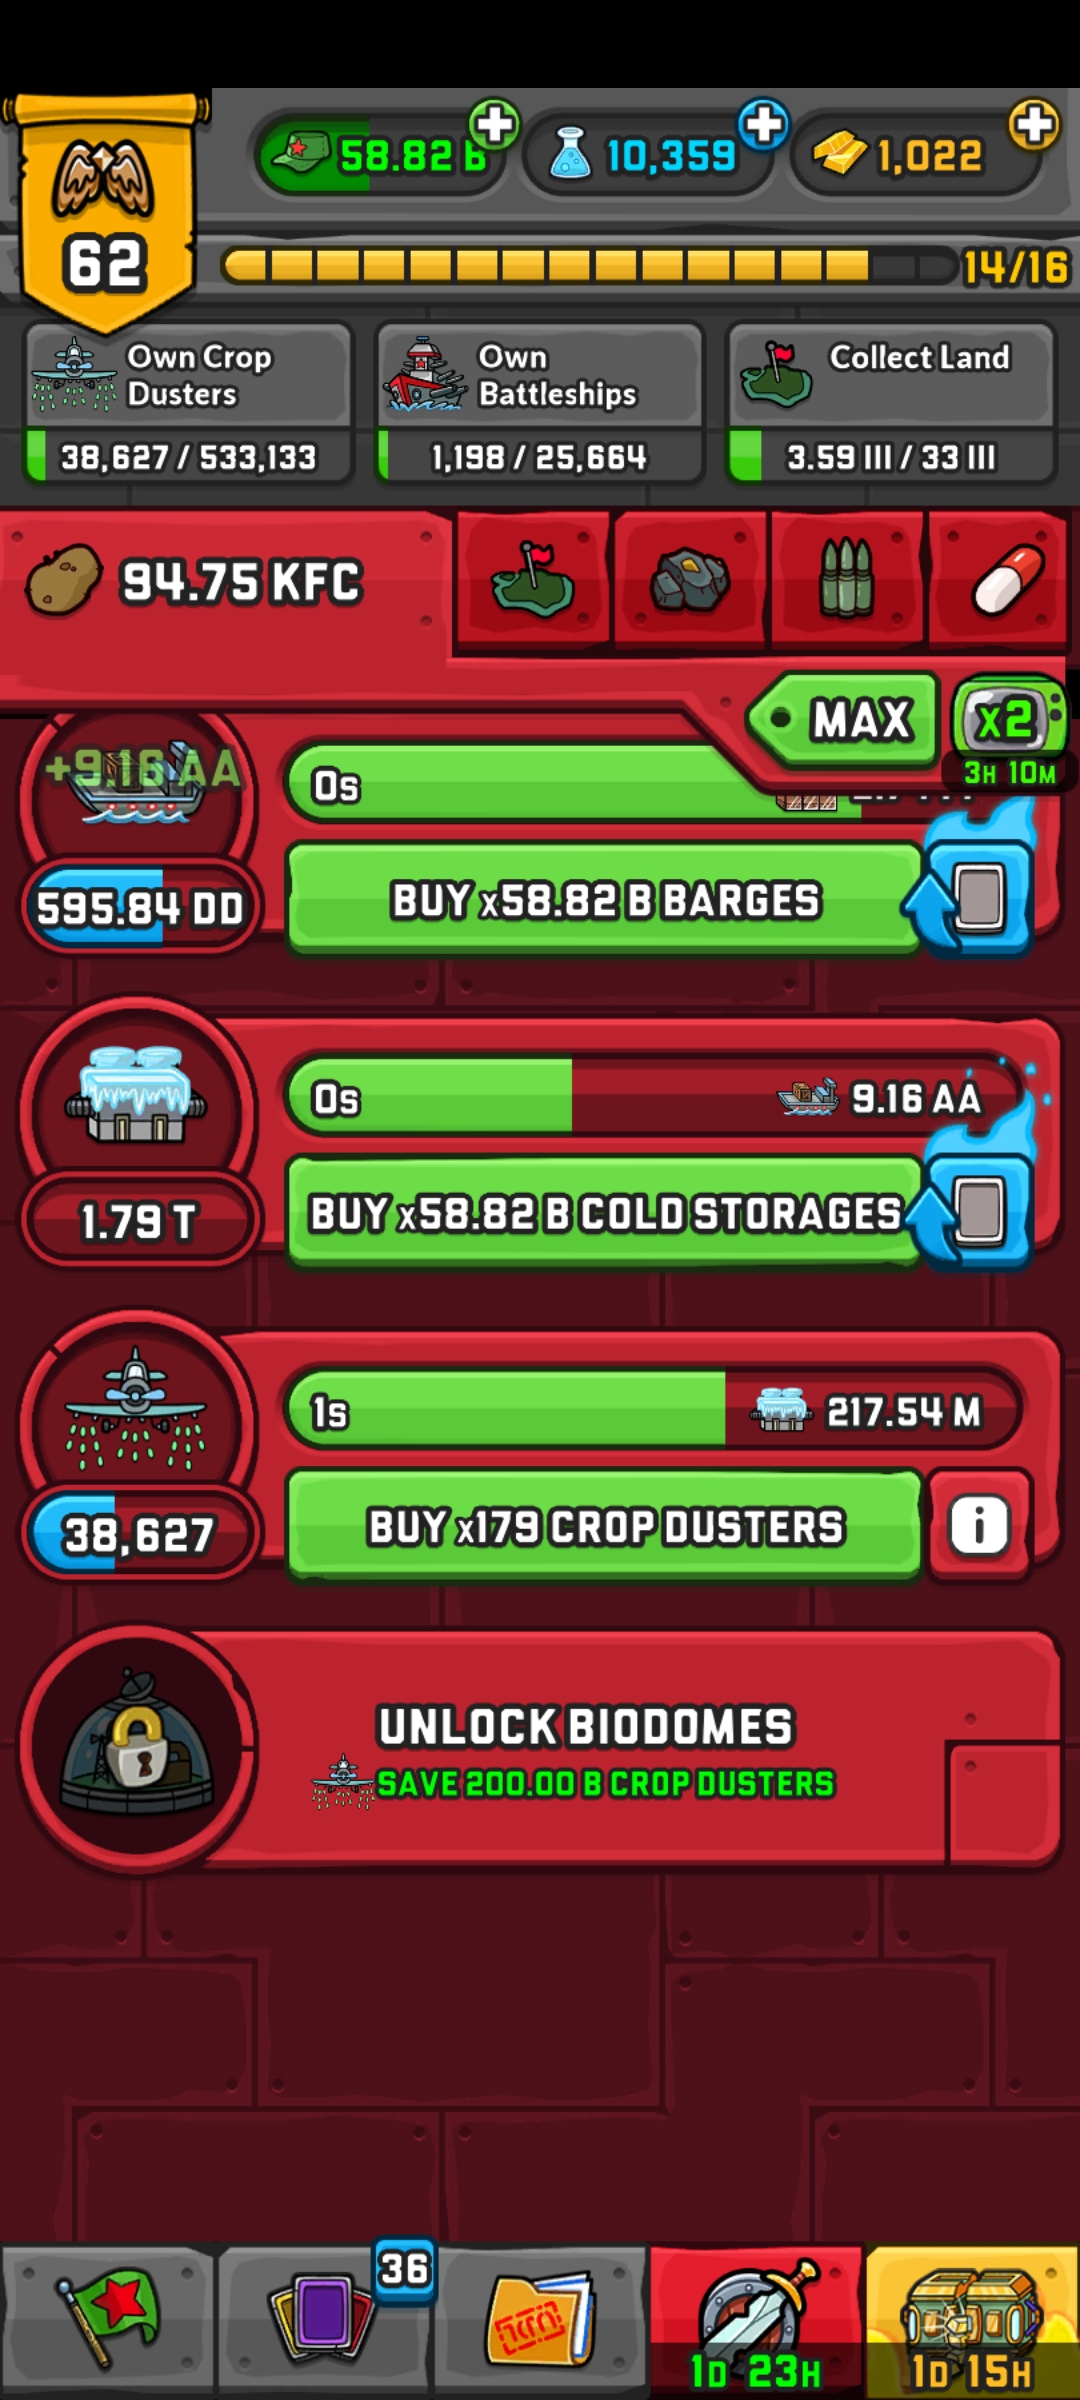 58.82 B
10,359
1,022
62
14/16
Own Crop
Dusters
Own
Battleships
Collect Land
38,627 / 533,133
1,198 / 25,664
3.59 III / 33 III
94.75 KFC
MAX
x2
3H 10M
+9.16 AA
0s
595.84 DD
BUY x58.82 B BARGES
0s
9.16 AA
1.79 T
BUY x58.82 B COLD STORAGES
1s
217.54 M
38,627
BUY x179 CROP DUSTERS
i
UNLOCK BIODOMES
SAVE 200.00 B CROP DUSTERS
36
1D 23H
1D 15H